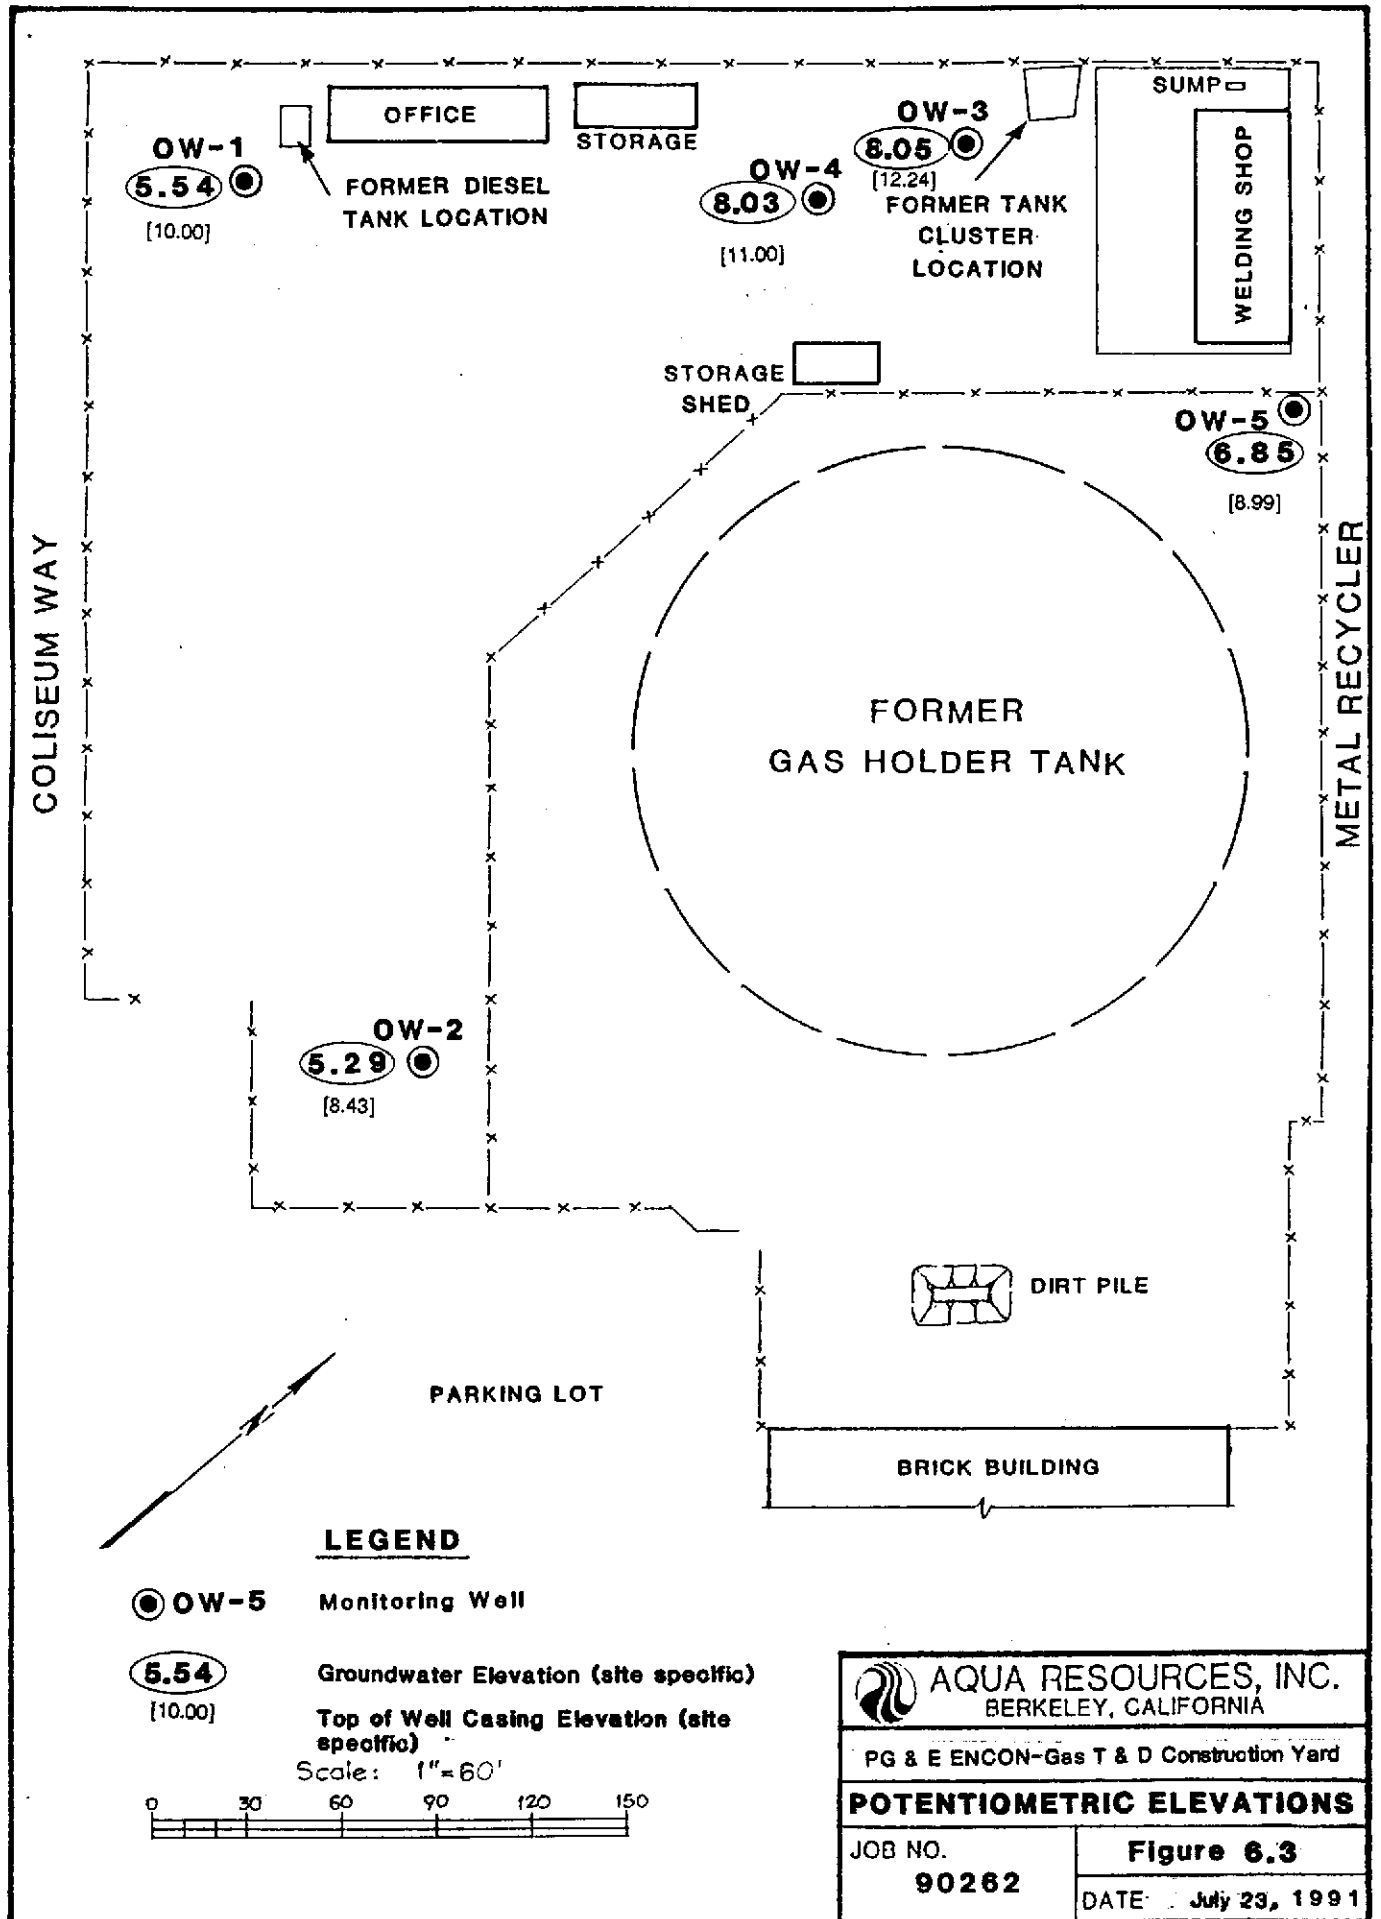 SUMP
OFFICE
STORAGE
OW-3
8.05
[12.24]
OW-1
5.54
[10.00]
OW-4
8.03
[11.00]
FORMER DIESEL
TANK LOCATION
FORMER TANK
CLUSTER
LOCATION
WELDING SHOP
STORAGE
SHED
OW-5
6.85
[8.99]
COLISEUM WAY
METAL RECYCLER
FORMER
GAS HOLDER TANK
OW-2
5.29
[8.43]
DIRT PILE
PARKING LOT
BRICK BUILDING
LEGEND
OW-5 Monitoring Well
5.54 Groundwater Elevation (site specific)
[10.00] Top of Well Casing Elevation (site
specific)
Scale: 1"=60'
0 30 60 90 120 150
AQUA RESOURCES, INC.
BERKELEY, CALIFORNIA
PG & E ENCON-Gas T & D Construction Yard
POTENTIOMETRIC ELEVATIONS
JOB NO.
90262
Figure 6.3
DATE: July 23, 1991